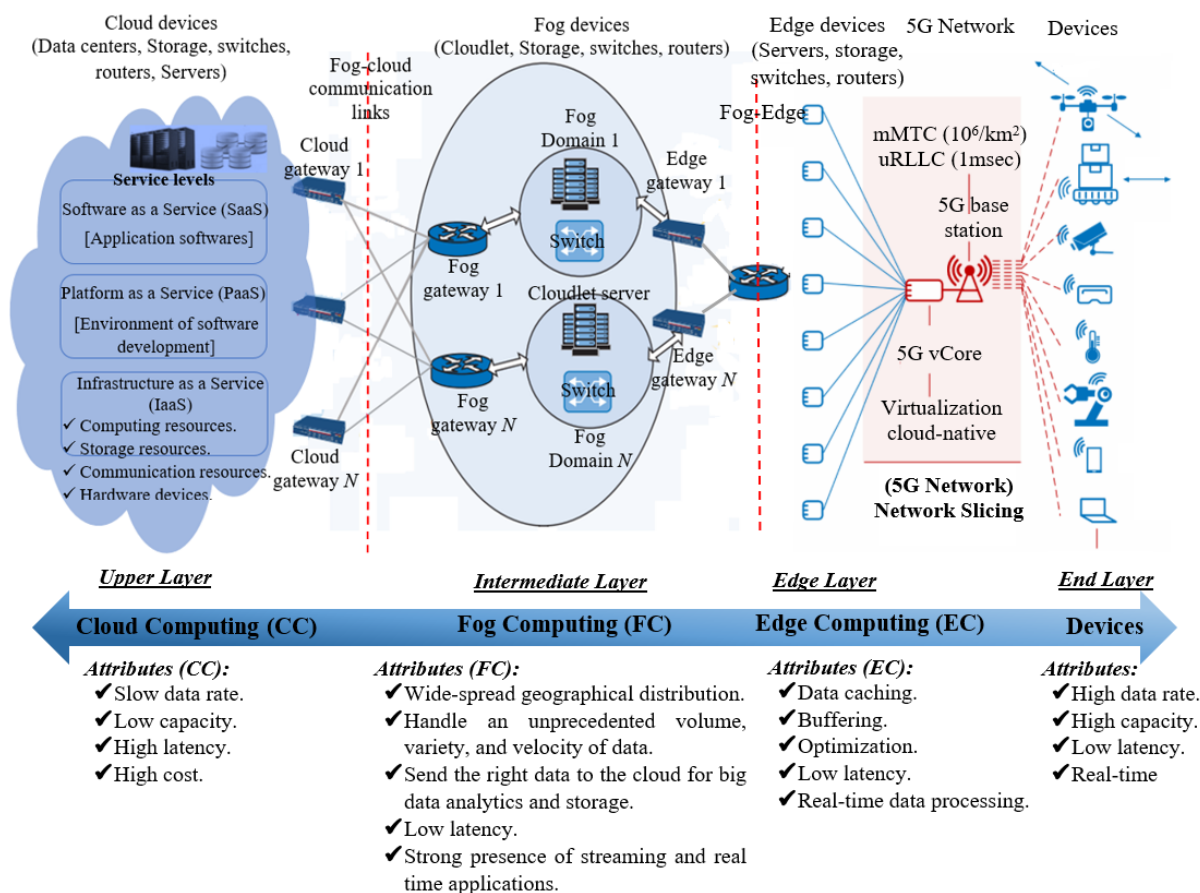 Cloud devices
(Data centers, Storage, switches,
routers, Servers)
Fog-cloud
communication
links
Fog devices
(Cloudlet, Storage, switches, routers)
Edge devices
(Servers, storage,
switches, routers)
5G Network
Devices
Service levels
Software as a Service (SaaS)
[Application softwares]
Platform as a Service (PaaS)
[Environment of software
development]
Infrastructure as a Service
(IaaS)
✓ Computing resources.
✓ Storage resources.
✓ Communication resources.
✓ Hardware devices.
Cloud
gateway 1
Cloud
gateway N
Fog
Domain 1
Switch
Fog
gateway 1
Cloudlet server
Switch
Fog
gateway N
Fog
Domain N
Edge
gateway 1
Edge
gateway N
Fog-Edge
mMTC (10⁶/km²)
uRLLC (1msec)
5G base
station
5G vCore
Virtualization
cloud-native
(5G Network)
Network Slicing
Upper Layer
Intermediate Layer
Edge Layer
End Layer
Cloud Computing (CC)
Fog Computing (FC)
Edge Computing (EC)
Devices
Attributes (CC):
✔Slow data rate.
✔Low capacity.
✔High latency.
✔High cost.
Attributes (FC):
✔Wide-spread geographical distribution.
✔Handle an unprecedented volume,
variety, and velocity of data.
✔Send the right data to the cloud for big
data analytics and storage.
✔Low latency.
✔Strong presence of streaming and real
time applications.
Attributes (EC):
✔Data caching.
✔Buffering.
✔Optimization.
✔Low latency.
✔Real-time data processing.
Attributes:
✔High data rate.
✔High capacity.
✔Low latency.
✔Real-time